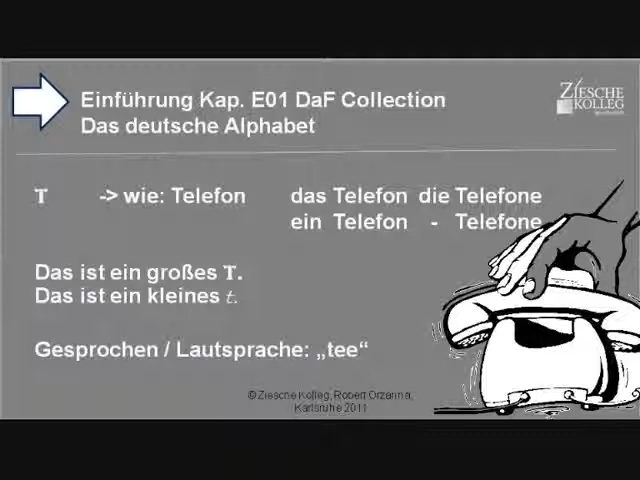 Einführung Kap. E01 DaF Collection
Das deutsche Alphabet
ZIESCHE
KOLLEG
T -> wie: Telefon das Telefon die Telefone
ein Telefon - Telefone
Das ist ein großes T.
Das ist ein kleines t.
Gesprochen / Lautsprache: „tee“
© Ziesche Kolleg, Robert Orzanna,
Karlsruhe 2011